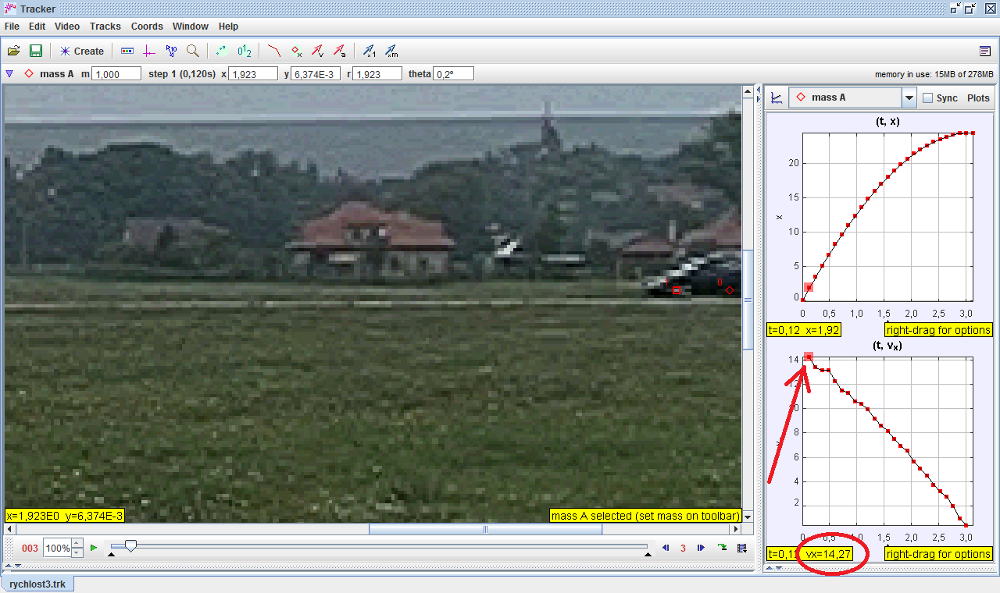 Tracker
File Edit Video Tracks Coords Window Help
Create
mass A m 1,000 step 1 (0,120s) x 1,923 y 6,374E-3 r 1,923 theta 0,2º
memory in use: 15MB of 278MB
mass A Sync Plots
(t, x)
20
15
x
10
5
0
0 0,5 1,0 1,5 2,0 2,5 3,0
t=0,12 x=1,92 right-drag for options
(t, vx)
14
12
10
8
6
4
2
0 0,5 1,0 1,5 2,0 2,5 3,0
t=0,12 vx=14,27 right-drag for options
0
x=1,923E0 y=6,374E-3
mass A selected (set mass on toolbar)
003 100% 3
rychlost3.trk